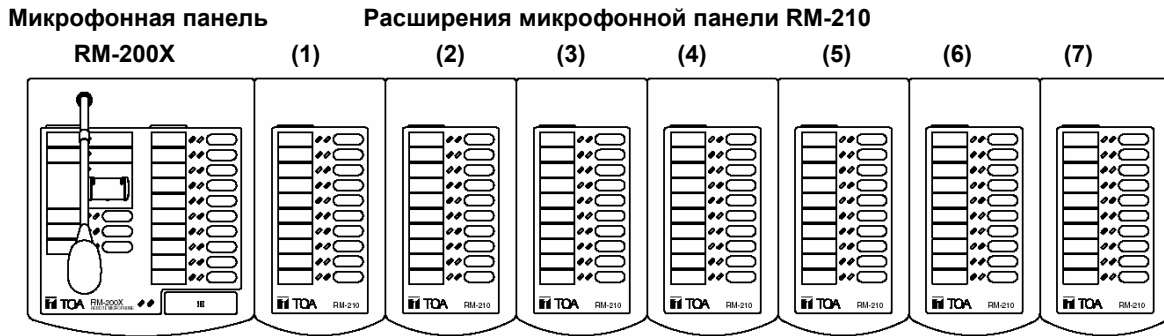 Микрофонная панель Расширения микрофонной панели RM-210
RM-200X (1) (2) (3) (4) (5) (6) (7)
TOA RM-200X TOA RM-210 TOA RM-210 TOA RM-210 TOA RM-210 TOA RM-210 TOA RM-210 TOA RM-210
REMOTE MICROPHONE